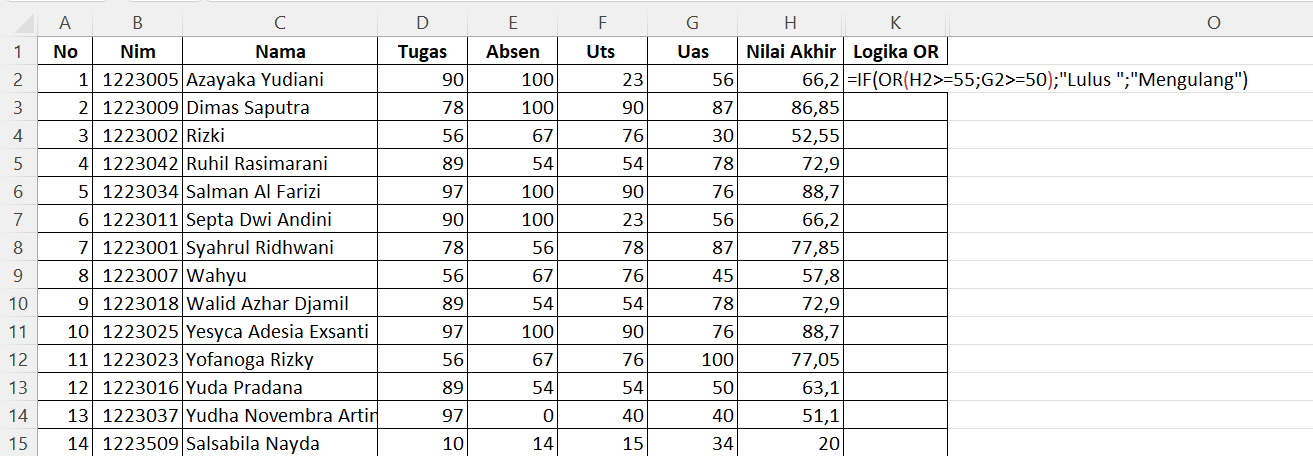 A B C D E F G H K O
1 No Nim Nama Tugas Absen Uts Uas Nilai Akhir Logika OR
2 1 1223005 Azayaka Yudiani 90 100 23 56 66,2 =IF(OR(H2>=55;G2>=50);"Lulus ";"Mengulang")
3 2 1223009 Dimas Saputra 78 100 90 87 86,85
4 3 1223002 Rizki 56 67 76 30 52,55
5 4 1223042 Ruhil Rasimarani 89 54 54 78 72,9
6 5 1223034 Salman Al Farizi 97 100 90 76 88,7
7 6 1223011 Septa Dwi Andini 90 100 23 56 66,2
8 7 1223001 Syahrul Ridhwani 78 56 78 87 77,85
9 8 1223007 Wahyu 56 67 76 45 57,8
10 9 1223018 Walid Azhar Djamil 89 54 54 78 72,9
11 10 1223025 Yesyca Adesia Exsanti 97 100 90 76 88,7
12 11 1223023 Yofanoga Rizky 56 67 76 100 77,05
13 12 1223016 Yuda Pradana 89 54 54 50 63,1
14 13 1223037 Yudha Novembra Artin 97 0 40 40 51,1
15 14 1223509 Salsabila Nayda 10 14 15 34 20